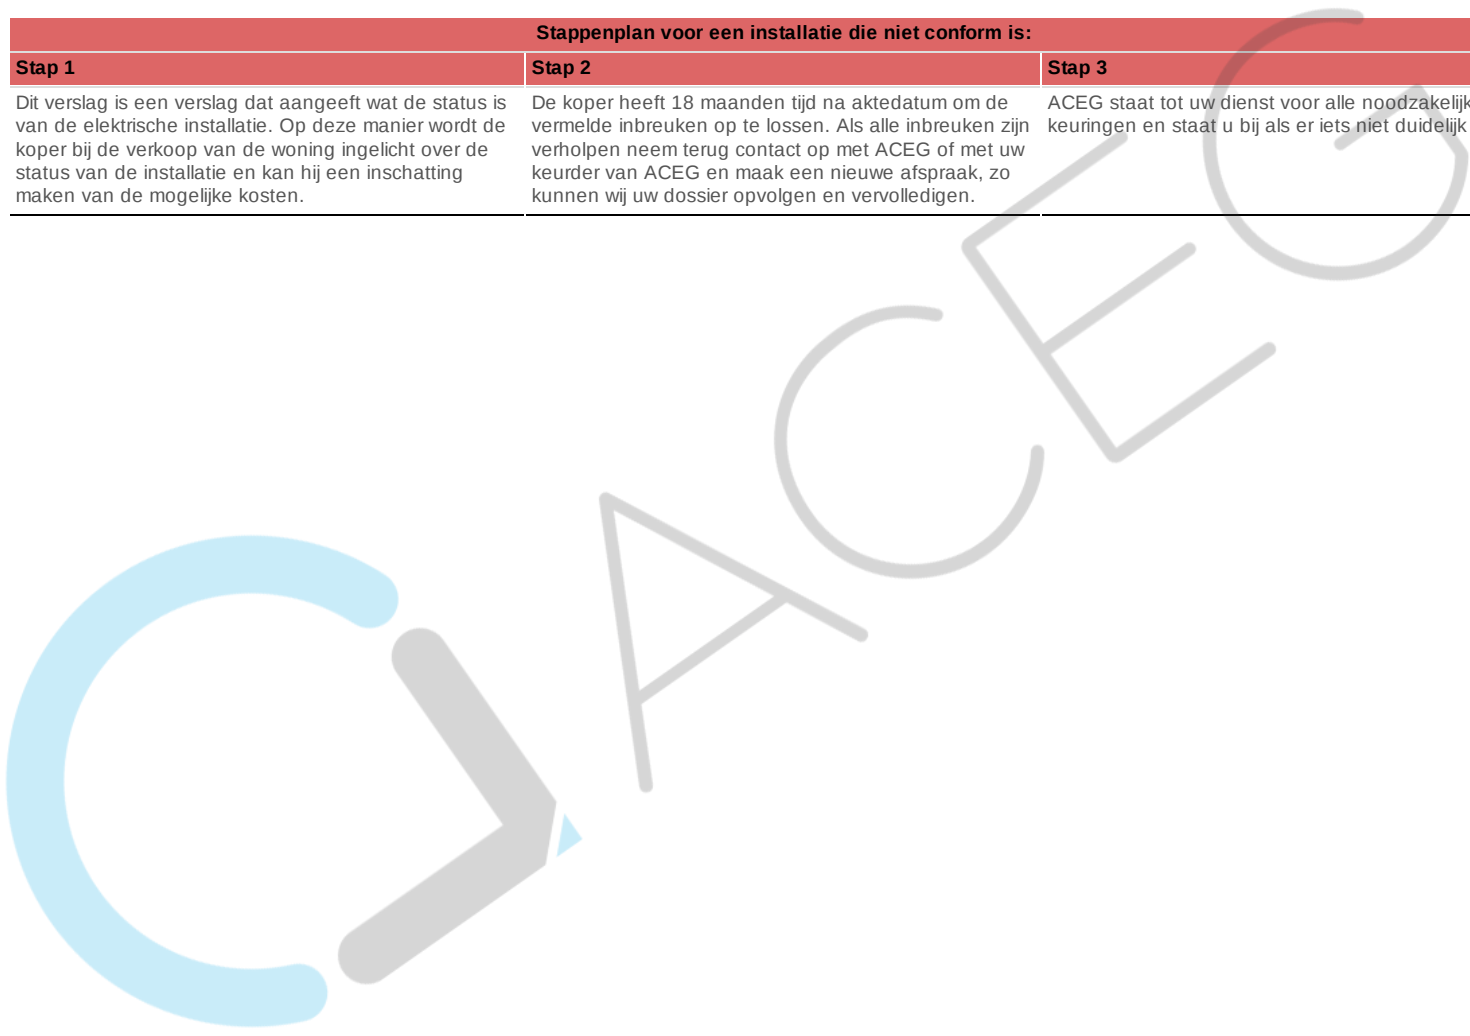 Stappenplan voor een installatie die niet conform is:
Stap 1
Stap 2
Stap 3
Dit verslag is een verslag dat aangeeft wat de status is
van de elektrische installatie. Op deze manier wordt de
koper bij de verkoop van de woning ingelicht over de
status van de installatie en kan hij een inschatting
maken van de mogelijke kosten.
De koper heeft 18 maanden tijd na aktedatum om de
vermelde inbreuken op te lossen. Als alle inbreuken zijn
verholpen neem terug contact op met ACEG of met uw
keurder van ACEG en maak een nieuwe afspraak, zo
kunnen wij uw dossier opvolgen en vervolledigen.
ACEG staat tot uw dienst voor alle noodzakelijk
keuringen en staat u bij als er iets niet duidelijk
ACEG